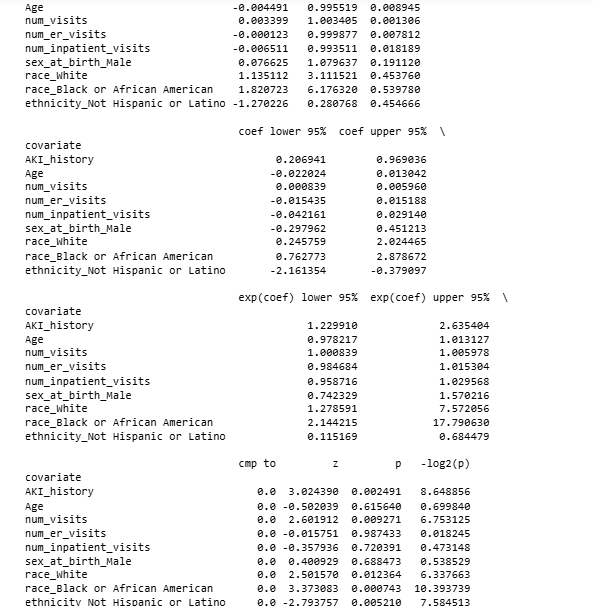 Age -0.004491 0.995519 0.008945
num_visits 0.003399 1.003405 0.001306
num_er_visits -0.000123 0.999877 0.007812
num_inpatient_visits -0.006511 0.993511 0.018189
sex_at_birth_Male 0.076625 1.079637 0.191120
race_White 1.135112 3.111521 0.453760
race_Black or African American 1.820723 6.176320 0.539780
ethnicity_Not Hispanic or Latino -1.270226 0.280768 0.454666
coef lower 95% coef upper 95% \
covariate
AKI_history 0.206941 0.969036
Age -0.022024 0.013042
num_visits 0.000839 0.005960
num_er_visits -0.015435 0.015188
num_inpatient_visits -0.042161 0.029140
sex_at_birth_Male -0.297962 0.451213
race_White 0.245759 2.024465
race_Black or African American 0.762773 2.878672
ethnicity_Not Hispanic or Latino -2.161354 -0.379097
exp(coef) lower 95% exp(coef) upper 95% \
covariate
AKI_history 1.229910 2.635404
Age 0.978217 1.013127
num_visits 1.000839 1.005978
num_er_visits 0.984684 1.015304
num_inpatient_visits 0.958716 1.029568
sex_at_birth_Male 0.742329 1.570216
race_White 1.278591 7.572056
race_Black or African American 2.144215 17.790630
ethnicity_Not Hispanic or Latino 0.115169 0.684479
cmp to z p -log2(p)
covariate
AKI_history 0.0 3.024390 0.002491 8.648856
Age 0.0 -0.502039 0.615640 0.699840
num_visits 0.0 2.601912 0.009271 6.753125
num_er_visits 0.0 -0.015751 0.987433 0.018245
num_inpatient_visits 0.0 -0.357936 0.720391 0.473148
sex_at_birth_Male 0.0 0.400929 0.688473 0.538529
race_White 0.0 2.501570 0.012364 6.337663
race_Black or African American 0.0 3.373083 0.000743 10.393739
ethnicity_Not Hispanic or Latino 0.0 -2.793757 0.005210 7.584513